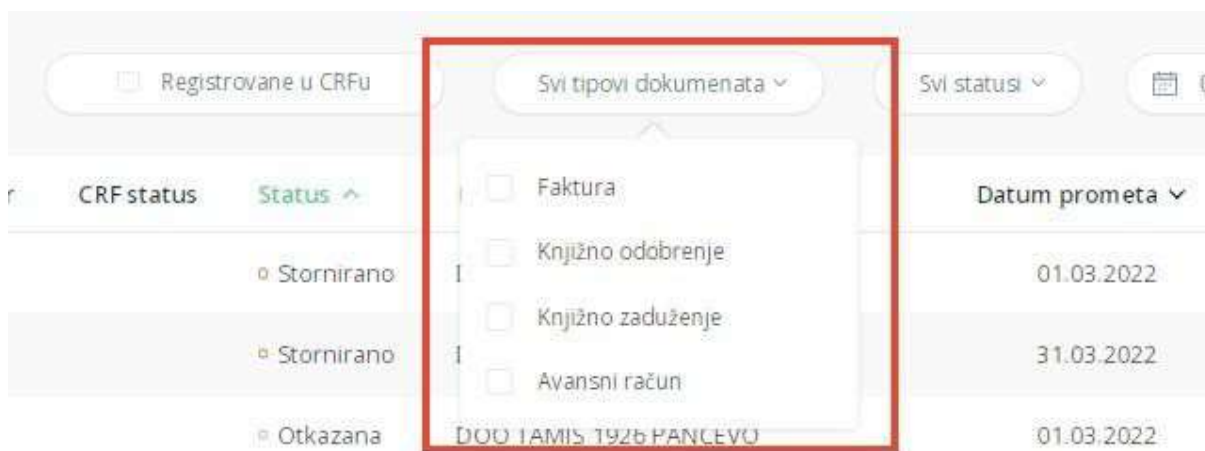 Registrovane u CRFu
Svi tipovi dokumenata
Svi statusi
CRF status
Status
Datum prometa
Faktura
Knjižno odobrenje
Knjižno zaduženje
Avansni račun
Stornirano
01.03.2022
Stornirano
31.03.2022
Otkazana
DOO TAMIS 1926 PANCEVO
01.03.2022